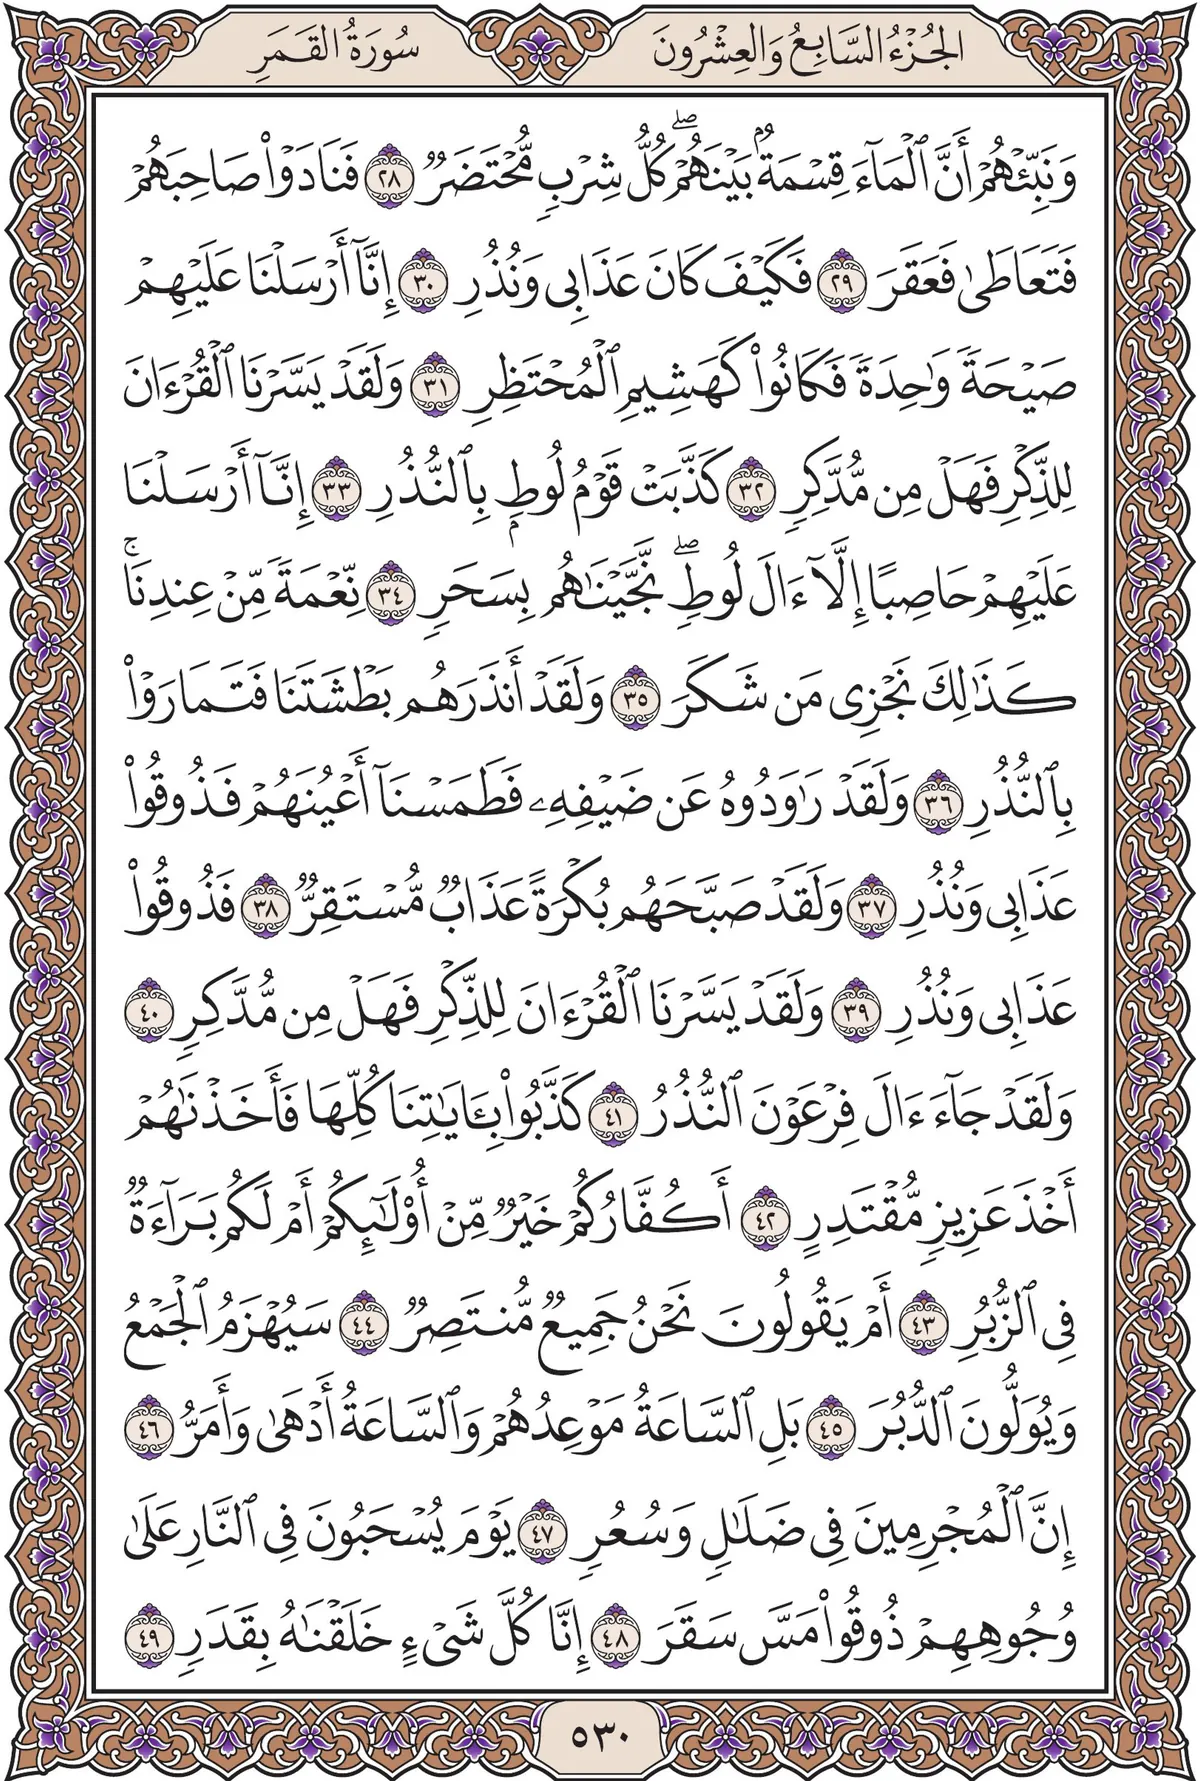 الجُزْءُ السَّابِعُ وَالعِشْرُونَ
سُورَةُ القَمَرِ
وَنَبِّئْهُمْ أَنَّ ٱلْمَآءَ قِسْمَةٌۢ بَيْنَهُمْۖ كُلُّ شِرْبٖ مُّحْتَضَرٞ ٢٨ فَنَادَوْاْ صَاحِبَهُمْ
فَتَعَاطَىٰ فَعَقَرَ ٢٩ فَكَيْفَ كَانَ عَذَابِي وَنُذُرِ ٣٠ إِنَّآ أَرْسَلْنَا عَلَيْهِمْ
صَيْحَةٗ وَٰحِدَةٗ فَكَانُواْ كَهَشِيمِ ٱلْمُحْتَظِرِ ٣١ وَلَقَدْ يَسَّرْنَا ٱلْقُرْءَانَ
لِلذِّكْرِ فَهَلْ مِن مُّدَّكِرٖ ٣٢ كَذَّبَتْ قَوْمُ لُوطِۭ بِٱلنُّذُرِ ٣٣ إِنَّآ أَرْسَلْنَا
عَلَيْهِمْ حَاصِبًا إِلَّآ ءَالَ لُوطٖۖ نَّجَّيْنَٰهُم بِسَحَرٖ ٣٤ نِّعْمَةٗ مِّنْ عِندِنَاۚ
كَذَٰلِكَ نَجْزِي مَن شَكَرَ ٣٥ وَلَقَدْ أَنذَرَهُم بَطْشَتَنَا فَتَمَارَوْاْ
بِٱلنُّذُرِ ٣٦ وَلَقَدْ رَٰوَدُوهُ عَن ضَيْفِهِۦ فَطَمَسْنَآ أَعْيُنَهُمْ فَذُوقُواْ
عَذَابِي وَنُذُرِ ٣٧ وَلَقَدْ صَبَّحَهُم بُكْرَةً عَذَابٞ مُّسْتَقِرّٞ ٣٨ فَذُوقُواْ
عَذَابِي وَنُذُرِ ٣٩ وَلَقَدْ يَسَّرْنَا ٱلْقُرْءَانَ لِلذِّكْرِ فَهَلْ مِن مُّدَّكِرٖ ٤٠
وَلَقَدْ جَآءَ ءَالَ فِرْعَوْنَ ٱلنُّذُرُ ٤١ كَذَّبُواْ بِـَٔايَٰتِنَا كُلِّهَا فَأَخَذْنَٰهُمْ
أَخْذَ عَزِيزٖ مُّقْتَدِرٍ ٤٢ أَكُفَّارُكُمْ خَيْرٞ مِّنْ أُوْلَٰٓئِكُمْ أَمْ لَكُم بَرَآءَةٞ
فِي ٱلزُّبُرِ ٤٣ أَمْ يَقُولُونَ نَحْنُ جَمِيعٞ مُّنتَصِرٞ ٤٤ سَيُهْزَمُ ٱلْجَمْعُ
وَيُوَلُّونَ ٱلدُّبُرَ ٤٥ بَلِ ٱلسَّاعَةُ مَوْعِدُهُمْ وَٱلسَّاعَةُ أَدْهَىٰ وَأَمَرُّ ٤٦
إِنَّ ٱلْمُجْرِمِينَ فِي ضَلَٰلٖ وَسُعُرٖ ٤٧ يَوْمَ يُسْحَبُونَ فِي ٱلنَّارِ عَلَىٰ
وُجُوهِهِمْ ذُوقُواْ مَسَّ سَقَرَ ٤٨ إِنَّا كُلَّ شَيْءٍ خَلَقْنَٰهُ بِقَدَرٖ ٤٩
٥٣٠